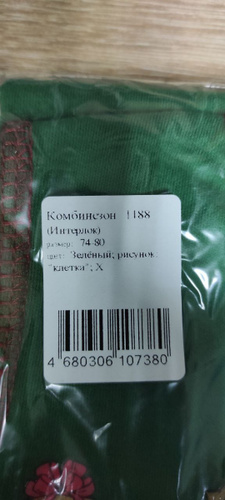 Комбинезон 1188
(Интерлок)
размер: 74-80
цвет: Зелёный; рисунок:
"клетка"; Х
4 680306 107380